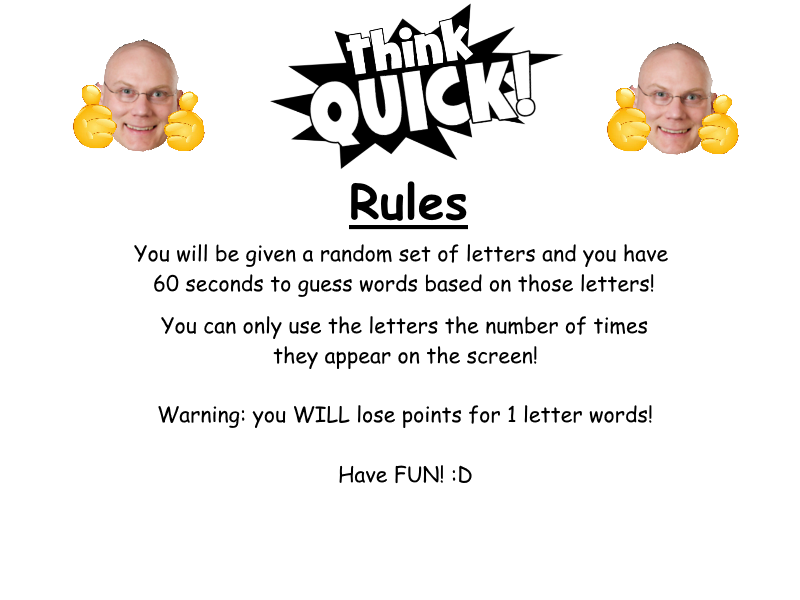 think
QUICK!
Rules
You will be given a random set of letters and you have
60 seconds to guess words based on those letters!
You can only use the letters the number of times
they appear on the screen!
Warning: you WILL lose points for 1 letter words!
Have FUN! :D